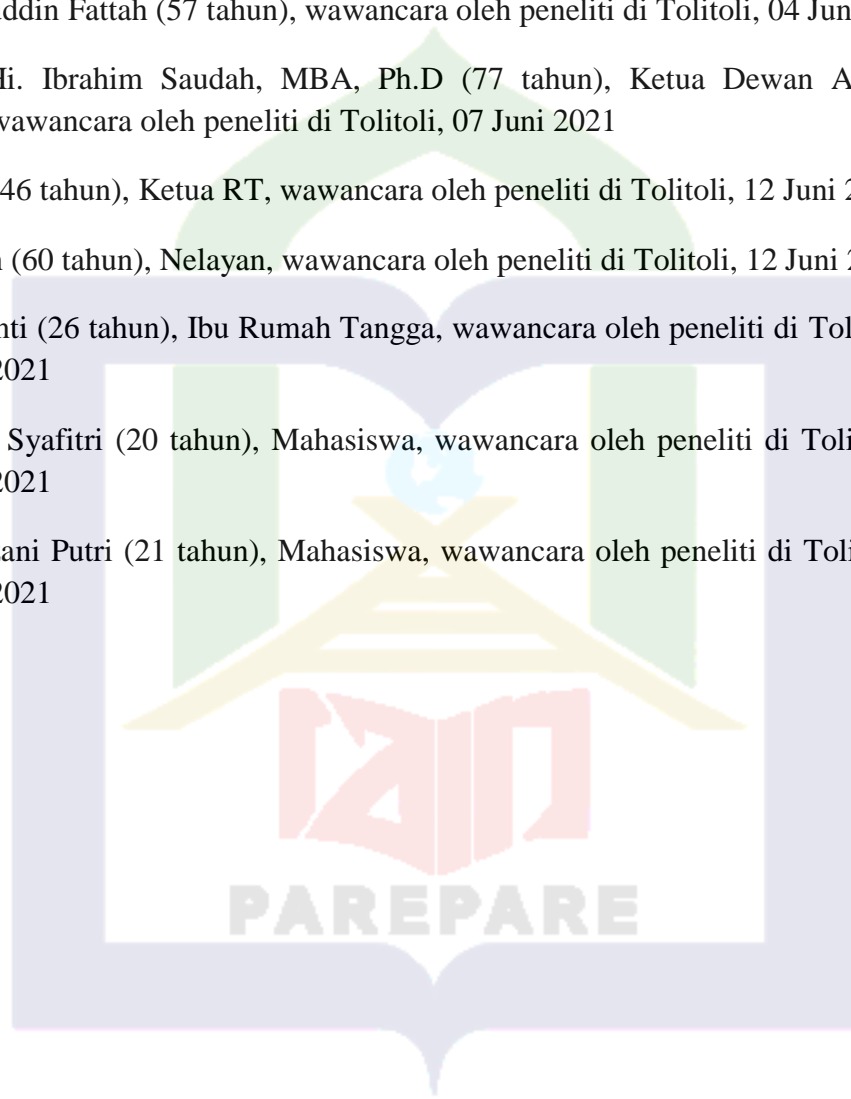 uddin Fattah (57 tahun), wawancara oleh peneliti di Tolitoli, 04 Jun
Hi. Ibrahim Saudah, MBA, Ph.D (77 tahun), Ketua Dewan A
wawancara oleh peneliti di Tolitoli, 07 Juni 2021
46 tahun), Ketua RT, wawancara oleh peneliti di Tolitoli, 12 Juni 2
(60 tahun), Nelayan, wawancara oleh peneliti di Tolitoli, 12 Juni 2
nti (26 tahun), Ibu Rumah Tangga, wawancara oleh peneliti di Tol
2021
Syafitri (20 tahun), Mahasiswa, wawancara oleh peneliti di Toli
2021
ani Putri (21 tahun), Mahasiswa, wawancara oleh peneliti di Toli
2021
iain
PAREPARE